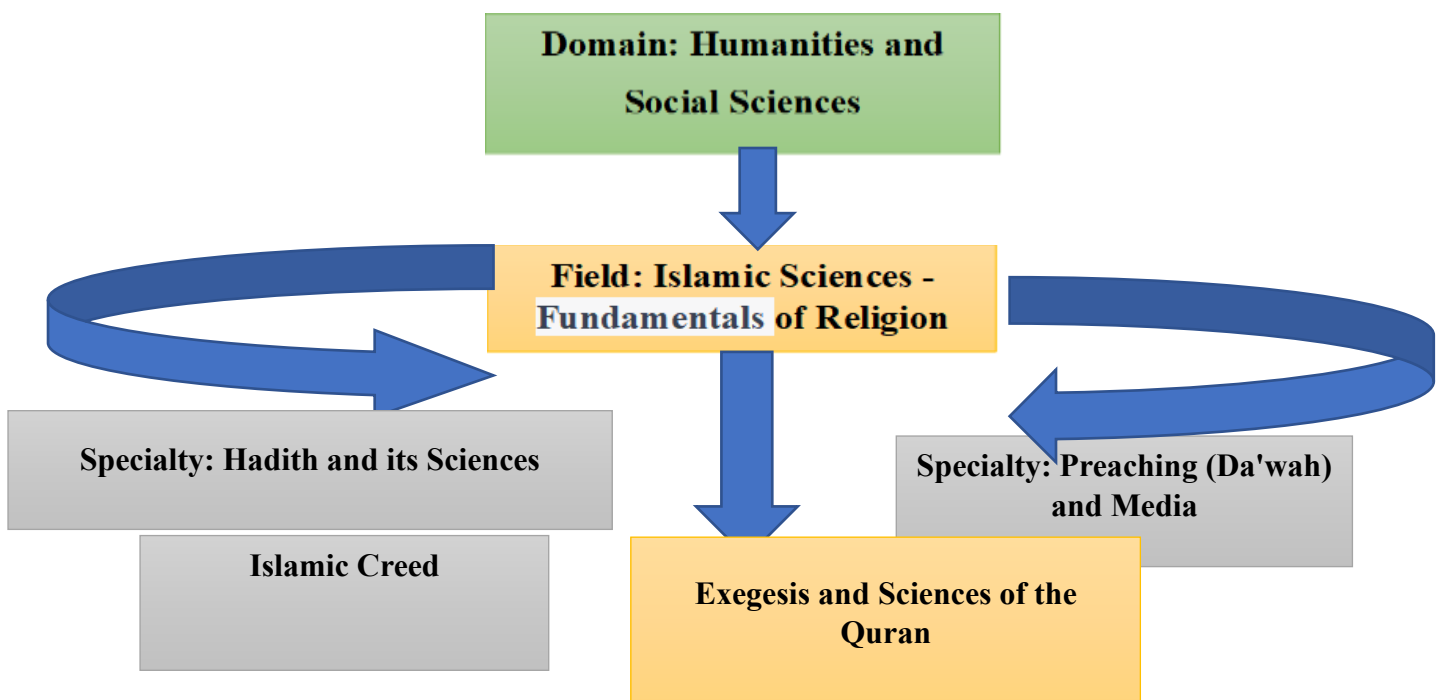 Domain: Humanities and
Social Sciences
Field: Islamic Sciences -
Fundamentals of Religion
Specialty: Hadith and its Sciences
Specialty: Preaching (Da'wah)
and Media
Islamic Creed
Exegesis and Sciences of the
Quran